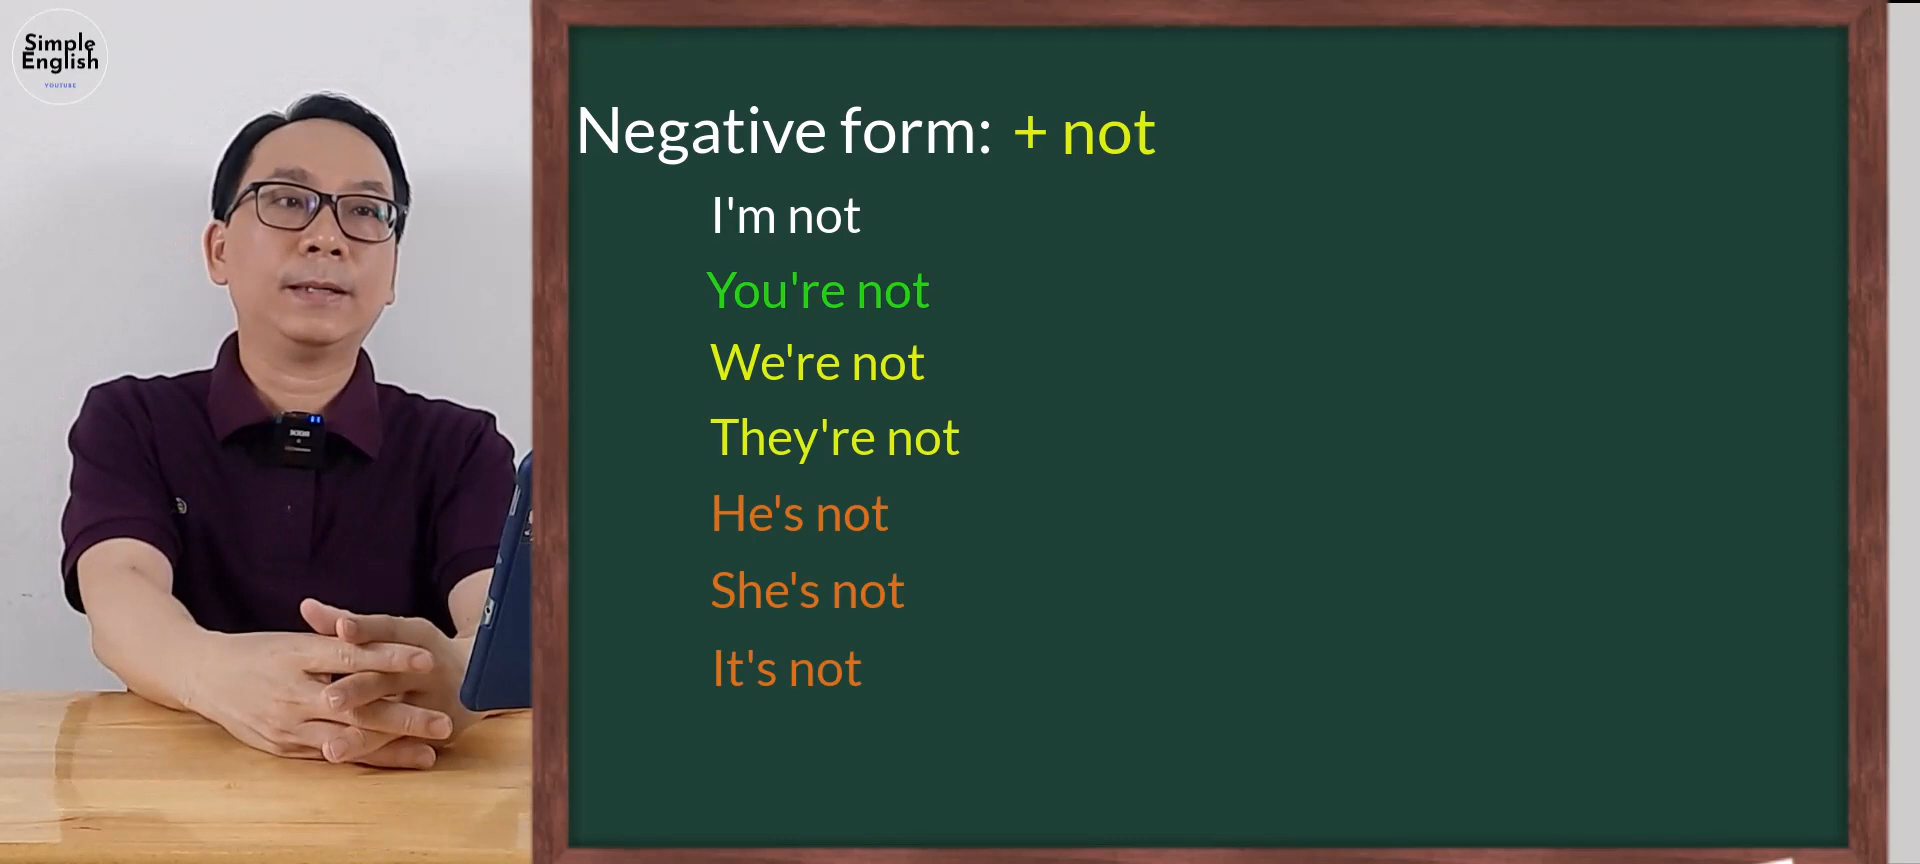 Simple
English
YOUTUBE
Negative form: + not
I'm not
You're not
We're not
They're not
He's not
She's not
It's not